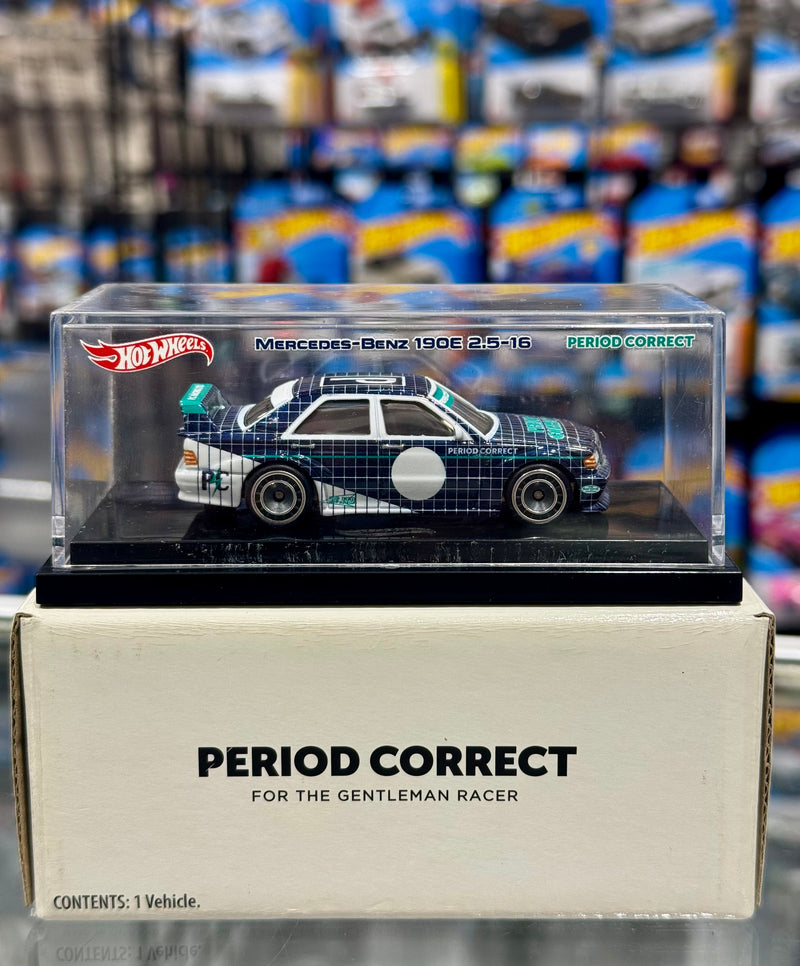 HOT WHEELS
MERCEDES-BENZ 190E 2.5-16
PERIOD CORRECT
PERIOD CORRECT
P
PC
PERIOD CORRECT
FOR THE GENTLEMAN RACER
CONTENTS: 1 Vehicle.